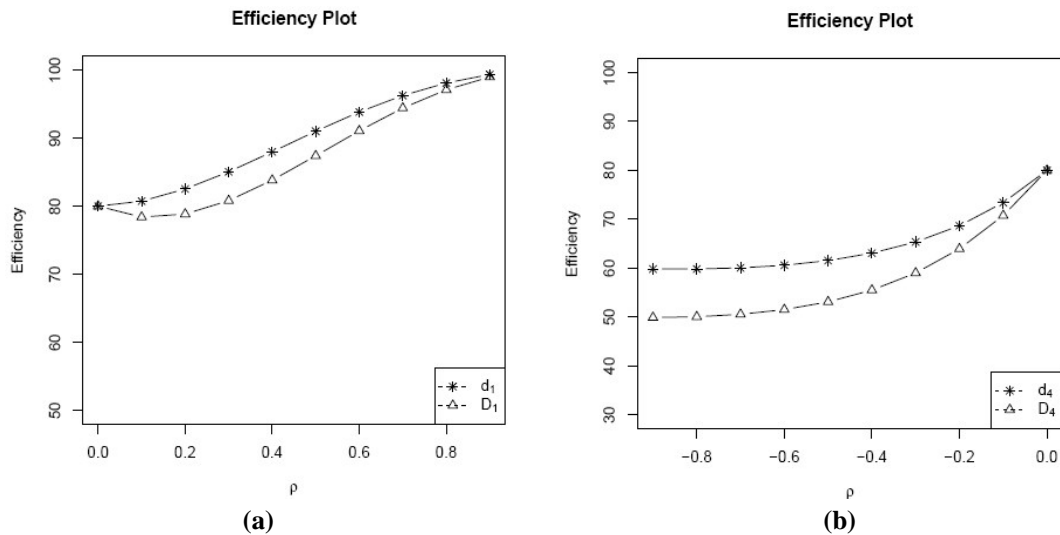 Efficiency Plot
Efficiency
100
90
80
70
60
50
0.0 0.2 0.4 0.6 0.8
ρ
d₁
D₁
(a)
Efficiency Plot
Efficiency
100
90
80
70
60
50
40
30
−0.8 −0.6 −0.4 −0.2 0.0
ρ
d₄
D₄
(b)